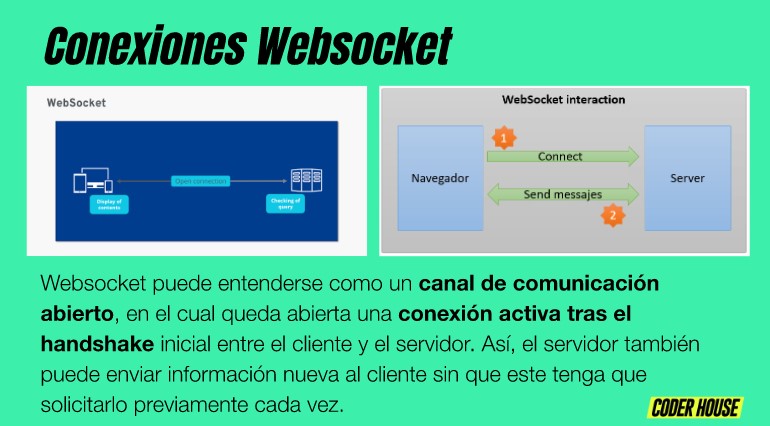 Conexiones Websocket
WebSocket
Open connection
Display of
contents
Checking of
query
WebSocket interaction
1
Connect
Navegador
Server
Send messajes
2
Websocket puede entenderse como un canal de comunicación
abierto, en el cual queda abierta una conexión activa tras el
handshake inicial entre el cliente y el servidor. Así, el servidor también
puede enviar información nueva al cliente sin que este tenga que
solicitarlo previamente cada vez.
CODER HOUSE